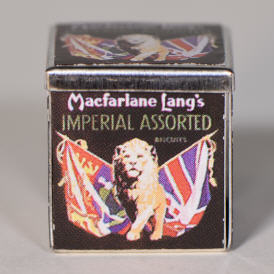 Macfarlane Lang's
IMPERIAL ASSORTED
BISCUITS